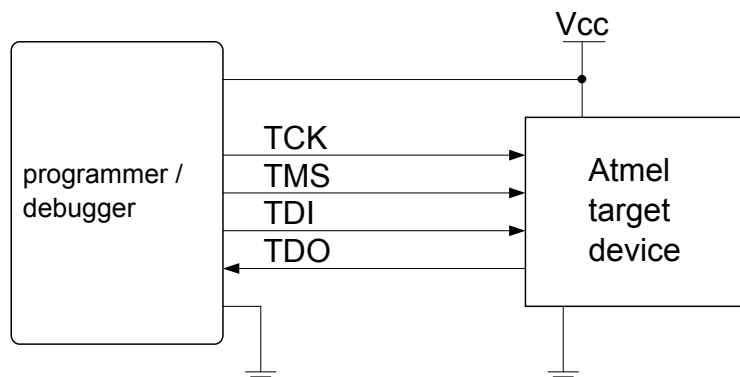 Vcc
programmer /
debugger
TCK
TMS
TDI
TDO
Atmel
target
device